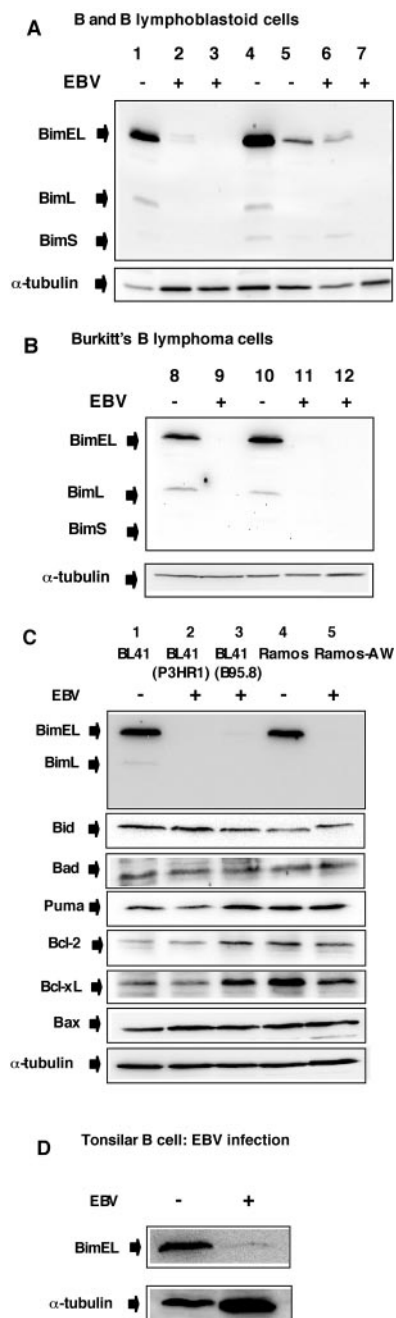 A
B and B lymphoblastoid cells
1 2 3 4 5 6 7
EBV - + + - - + +
BimEL
BimL
BimS
α-tubulin
B
Burkitt's B lymphoma cells
8 9 10 11 12
EBV - + - + +
BimEL
BimL
BimS
α-tubulin
C
1 2 3 4 5
BL41 BL41 BL41 Ramos Ramos-AW
(P3HR1) (B95.8)
EBV - + + - +
BimEL
BimL
Bid
Bad
Puma
Bcl-2
Bcl-xL
Bax
α-tubulin
D
Tonsilar B cell: EBV infection
EBV - +
BimEL
α-tubulin